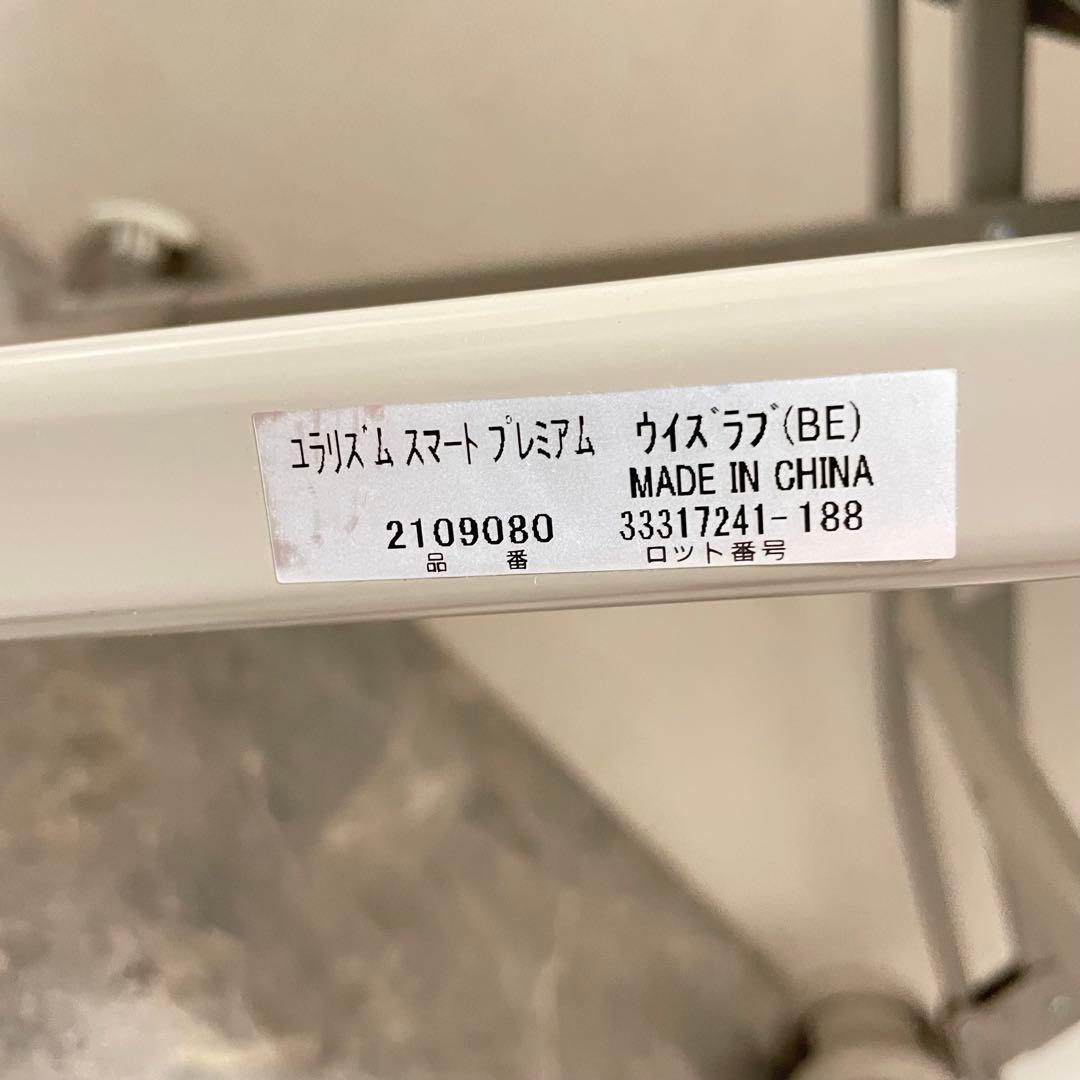 ﾕﾗﾘｽﾞﾑ ｽﾏｰﾄ ﾌﾟﾚﾐｱﾑ ｳｲｽﾞﾗﾌﾞ(BE)
MADE IN CHINA
2109080 33317241-188
品 番 ロット番号